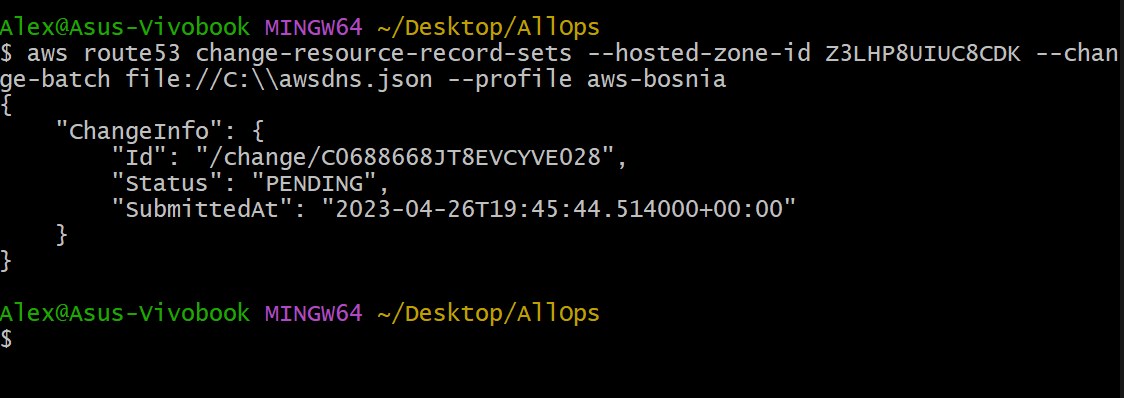 Alex@Asus-Vivobook MINGW64 ~/Desktop/AllOps
$ aws route53 change-resource-record-sets --hosted-zone-id Z3LHP8UIUC8CDK --chan
ge-batch file://C:\\awsdns.json --profile aws-bosnia
{
    "ChangeInfo": {
        "Id": "/change/C0688668JT8EVCYVE028",
        "Status": "PENDING",
        "SubmittedAt": "2023-04-26T19:45:44.514000+00:00"
    }
}
Alex@Asus-Vivobook MINGW64 ~/Desktop/AllOps
$